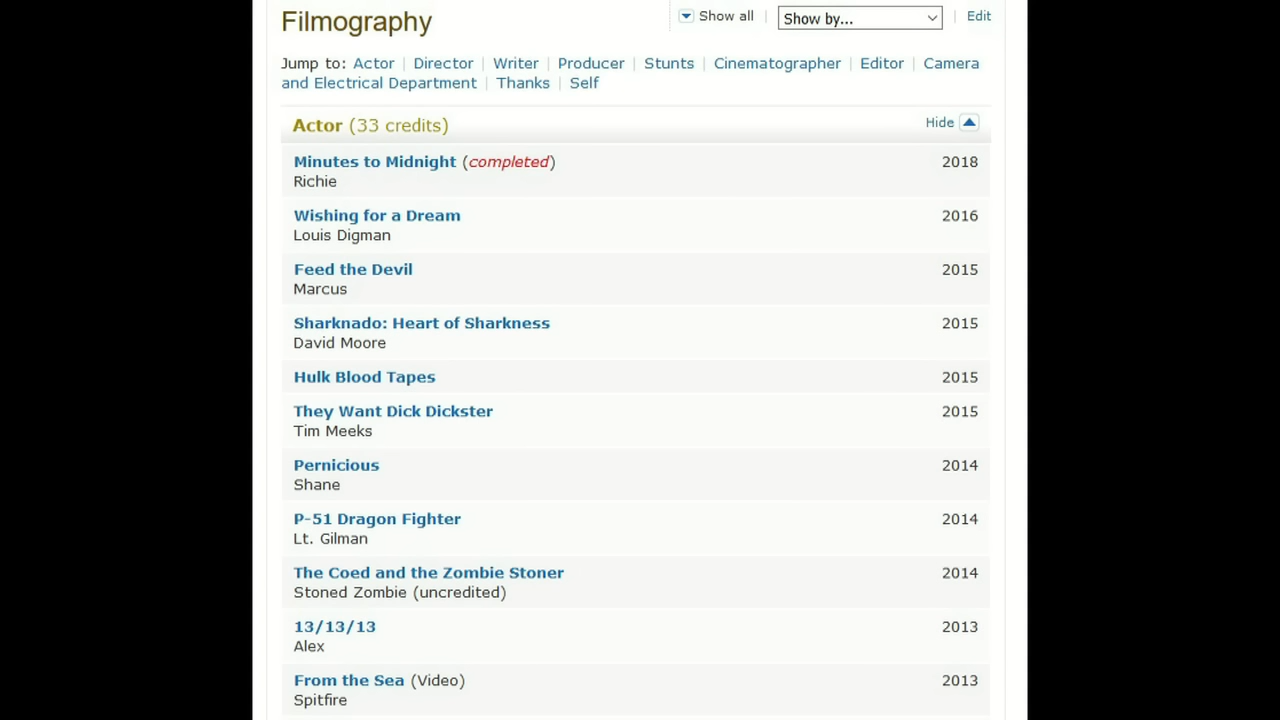 Filmography
Show all | Show by... | Edit
Jump to: Actor | Director | Writer | Producer | Stunts | Cinematographer | Editor | Camera
and Electrical Department | Thanks | Self
Actor (33 credits) Hide
Minutes to Midnight (completed) 2018
Richie
Wishing for a Dream 2016
Louis Digman
Feed the Devil 2015
Marcus
Sharknado: Heart of Sharkness 2015
David Moore
Hulk Blood Tapes 2015
They Want Dick Dickster 2015
Tim Meeks
Pernicious 2014
Shane
P-51 Dragon Fighter 2014
Lt. Gilman
The Coed and the Zombie Stoner 2014
Stoned Zombie (uncredited)
13/13/13 2013
Alex
From the Sea (Video) 2013
Spitfire